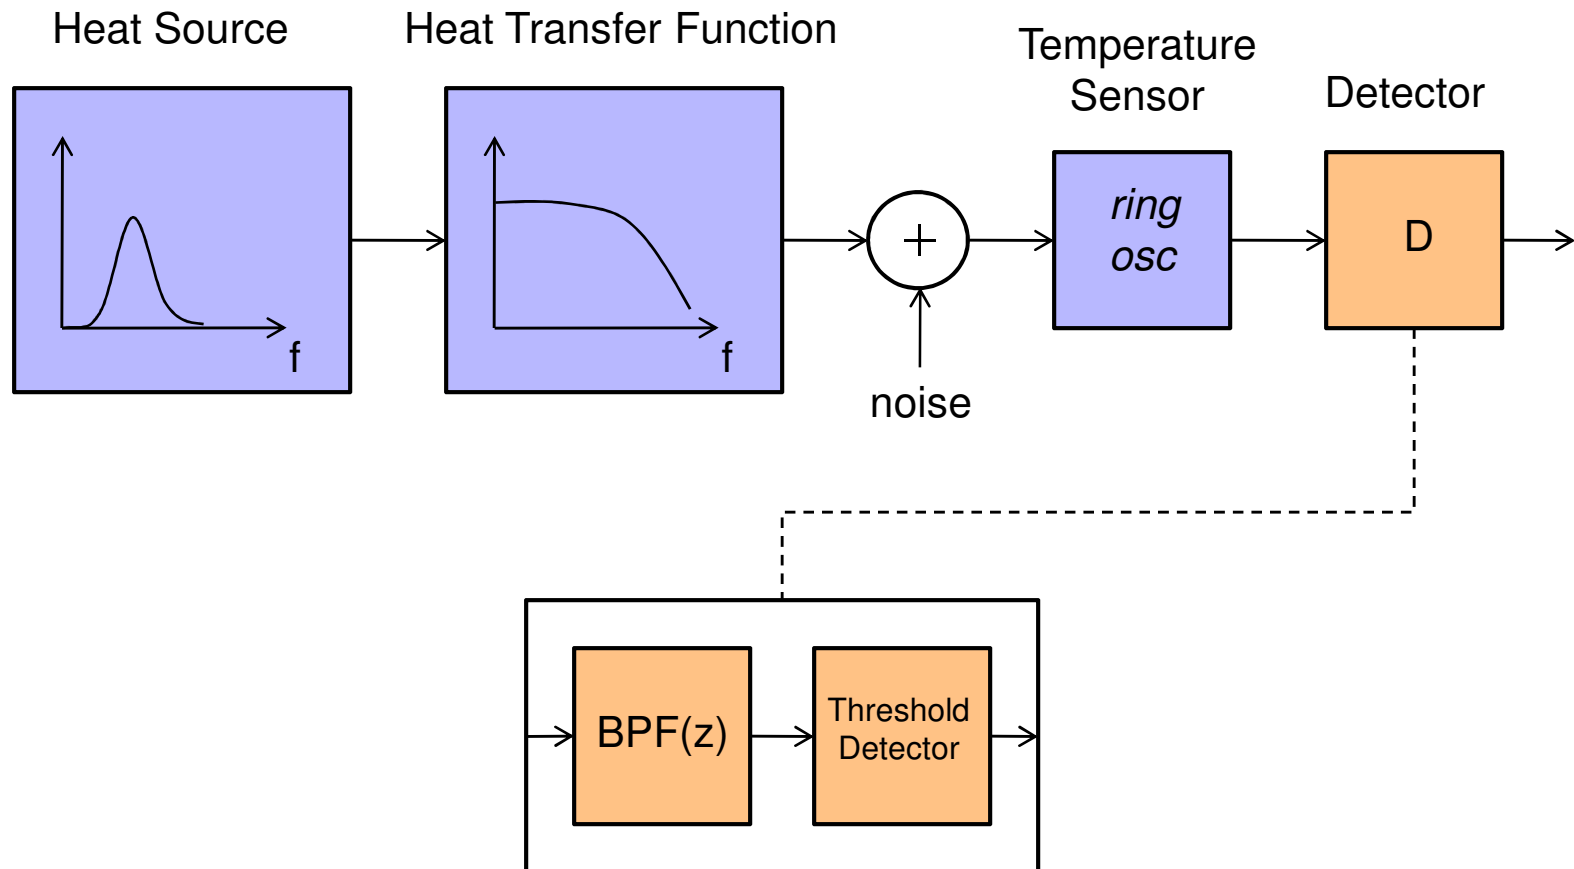 Heat Source
Heat Transfer Function
Temperature
Sensor
Detector
f
f
+
noise
ring
osc
D
BPF(z)
Threshold
Detector